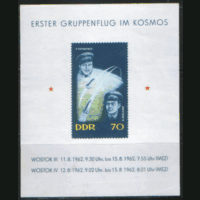 ERSTER GRUPPENFLUG IM KOSMOS
DDR 70
WOSTOK III 11. 8. 1962, 9.30 Uhr, bis 15. 8. 1962, 7.55 Uhr (MEZ)
WOSTOK IV 12. 8. 1962, 9.02 Uhr, bis 15. 8. 1962, 8.01 Uhr (MEZ)